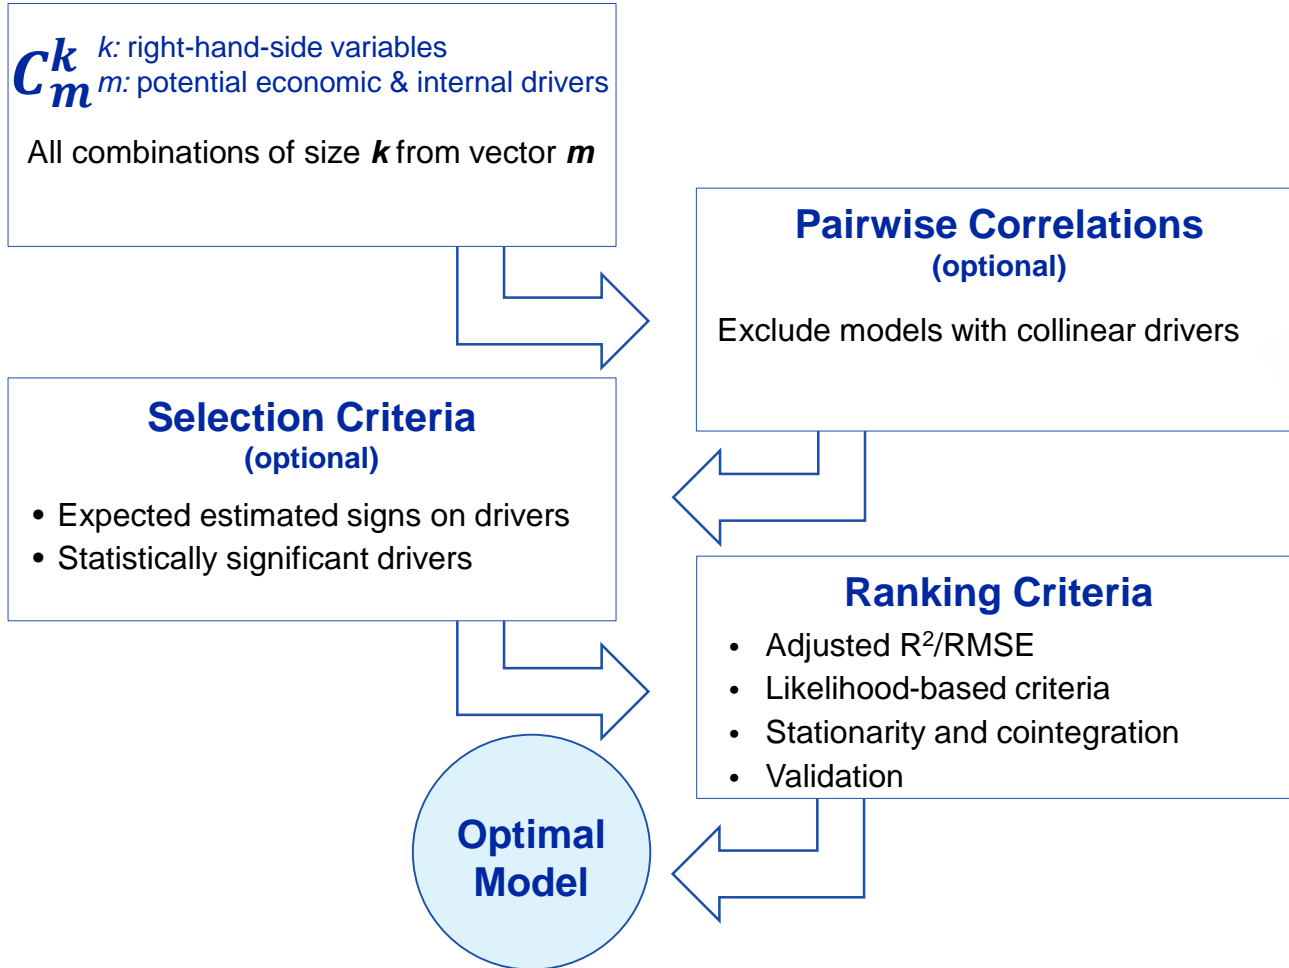 C_m^k k: right-hand-side variables
m: potential economic & internal drivers
All combinations of size k from vector m
Pairwise Correlations
(optional)
Exclude models with collinear drivers
Selection Criteria
(optional)
• Expected estimated signs on drivers
• Statistically significant drivers
Ranking Criteria
• Adjusted R²/RMSE
• Likelihood-based criteria
• Stationarity and cointegration
• Validation
Optimal
Model